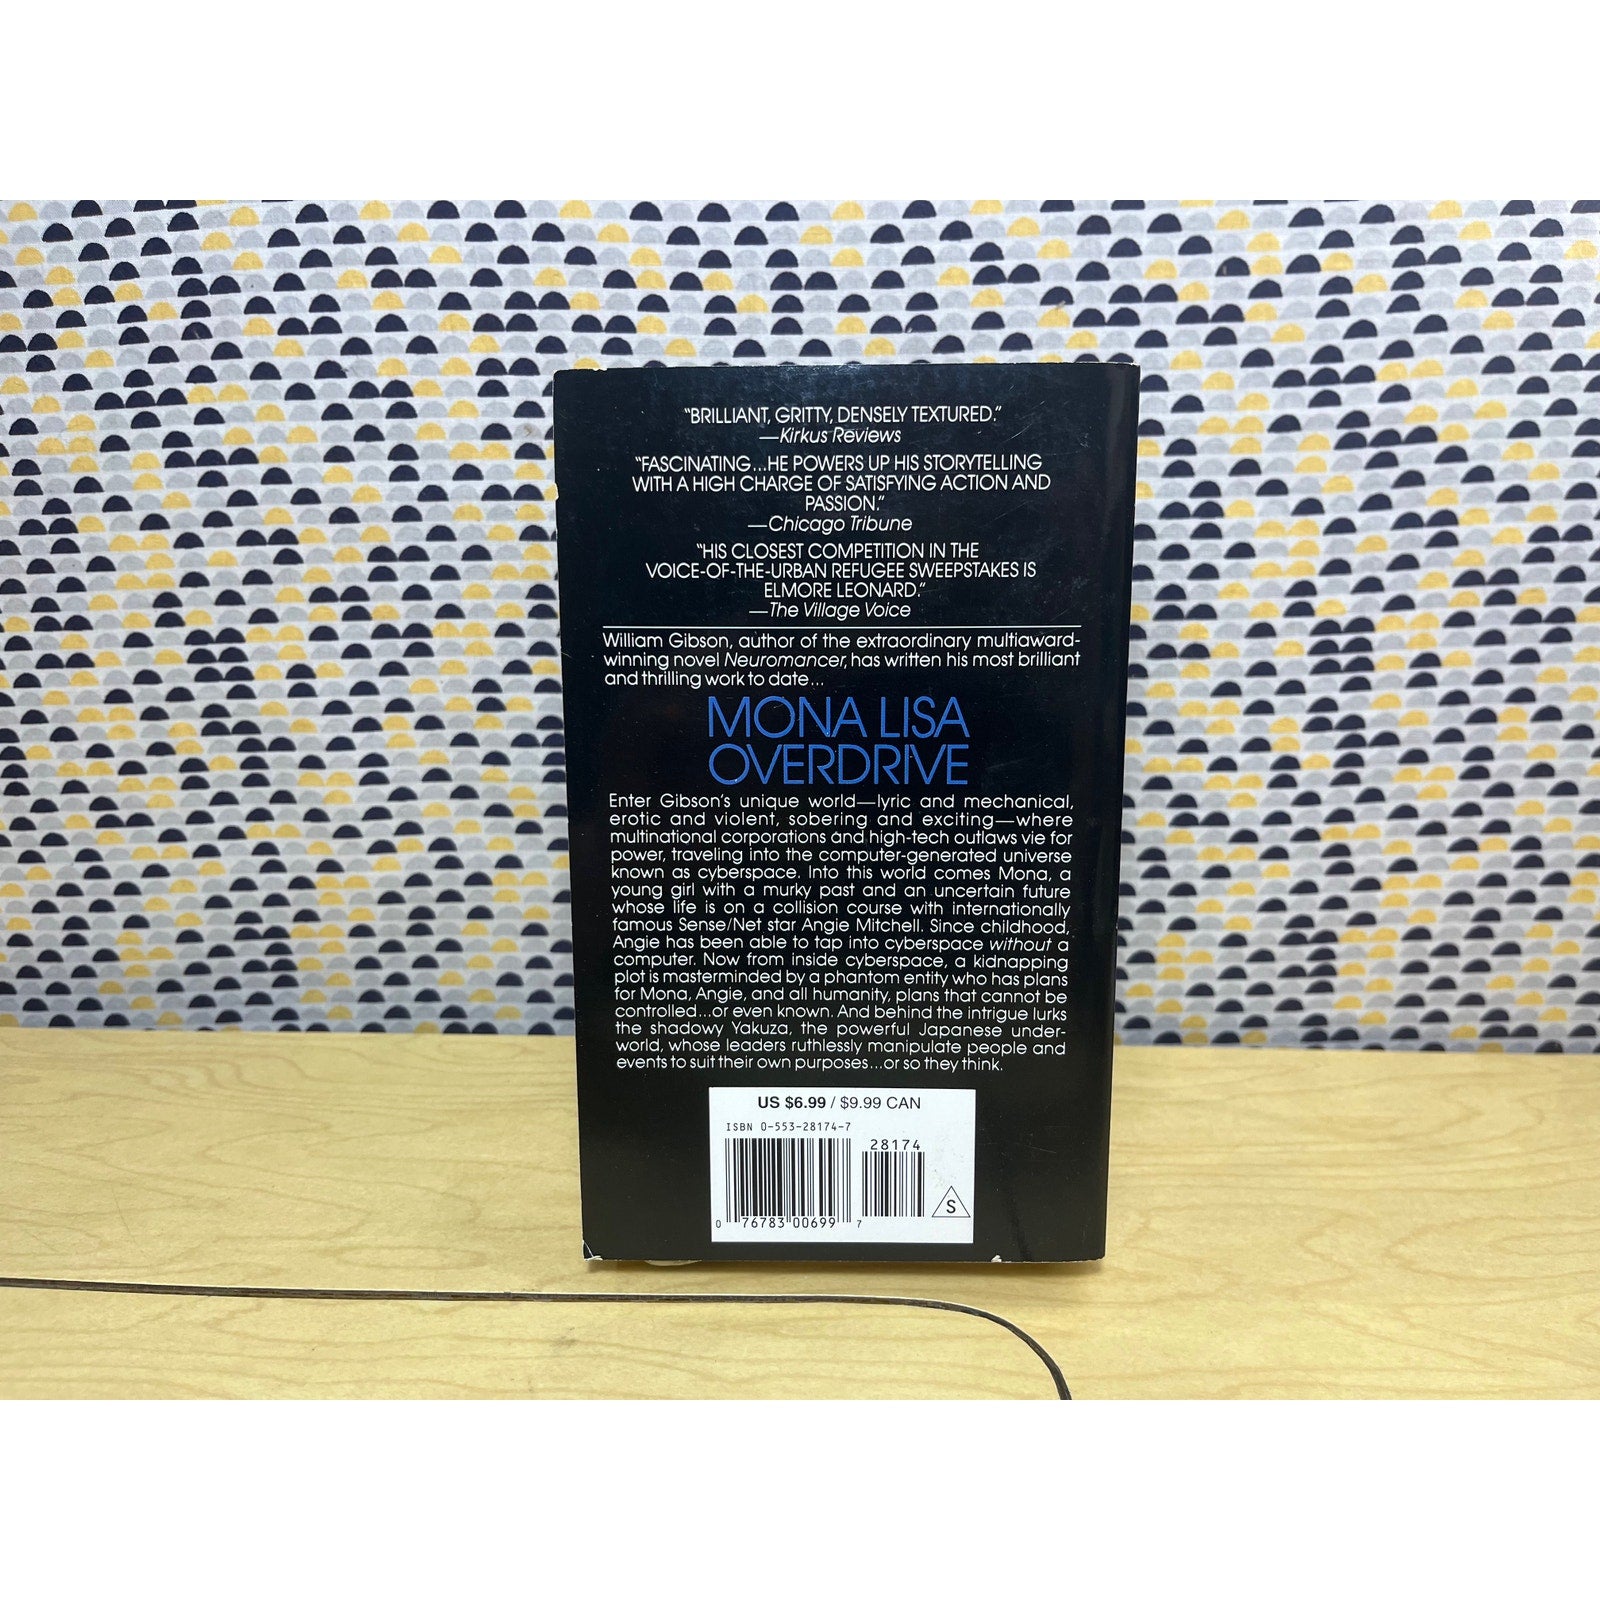 “BRILLIANT, GRITTY, DENSELY TEXTURED.”
—Kirkus Reviews
“FASCINATING...HE POWERS UP HIS STORYTELLING
WITH A HIGH CHARGE OF SATISFYING ACTION AND
PASSION.”
—Chicago Tribune
“HIS CLOSEST COMPETITION IN THE
VOICE-OF-THE-URBAN REFUGEE SWEEPSTAKES IS
ELMORE LEONARD.”
—The Village Voice
William Gibson, author of the extraordinary multiaward-
winning novel Neuromancer, has written his most brilliant
and thrilling work to date...
MONA LISA
OVERDRIVE
Enter Gibson's unique world—lyric and mechanical,
erotic and violent, sobering and exciting—where
multinational corporations and high-tech outlaws vie for
power, traveling into the computer-generated universe
known as cyberspace. Into this world comes Mona, a
young girl with a murky past and an uncertain future
whose life is on a collision course with internationally
famous Sense/Net star Angie Mitchell. Since childhood,
Angie has been able to tap into cyberspace without a
computer. Now from inside cyberspace, a kidnapping
plot is masterminded by a phantom entity who has plans
for Mona, Angie, and all humanity, plans that cannot be
controlled...or even known. And behind the intrigue lurks
the shadowy Yakuza, the powerful Japanese under-
world, whose leaders ruthlessly manipulate people and
events to suit their own purposes...or so they think.
US $6.99 / $9.99 CAN
ISBN 0-553-28174-7
28174
S
0 76783 00699 7